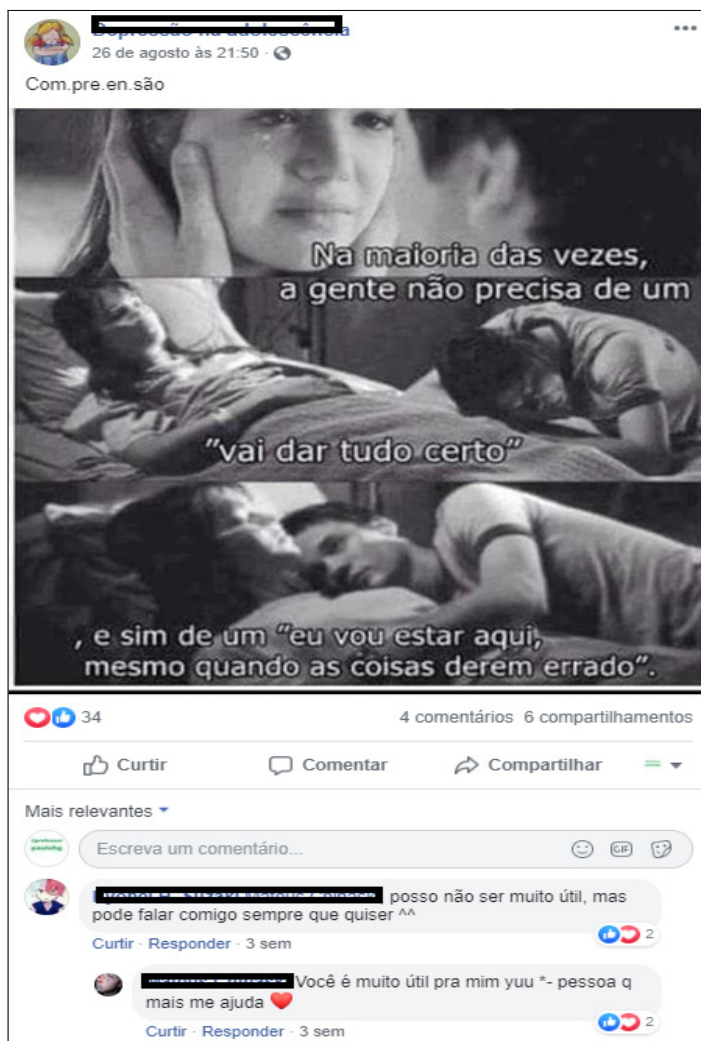 26 de agosto às 21:50 ·
Com.pre.en.são
Na maioria das vezes,
a gente não precisa de um
"vai dar tudo certo"
, e sim de um "eu vou estar aqui,
mesmo quando as coisas derem errado".
34 4 comentários 6 compartilhamentos
Curtir Comentar Compartilhar
Mais relevantes
Escreva um comentário... GIF
posso não ser muito útil, mas
pode falar comigo sempre que quiser ^^
Curtir · Responder · 3 sem 2
Você é muito útil pra mim yuu *- pessoa q
mais me ajuda ❤️
Curtir · Responder · 3 sem 2